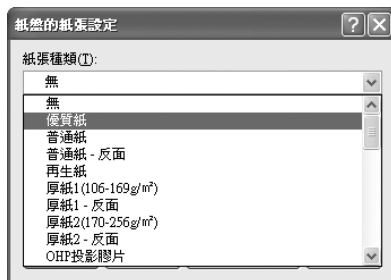 紙盤的紙張設定
紙張種類(T):
無
無
優質紙
普通紙
普通紙 - 反面
再生紙
厚紙1(106-169g/m²)
厚紙1 - 反面
厚紙2(170-256g/m²)
厚紙2 - 反面
OHP投影膠片